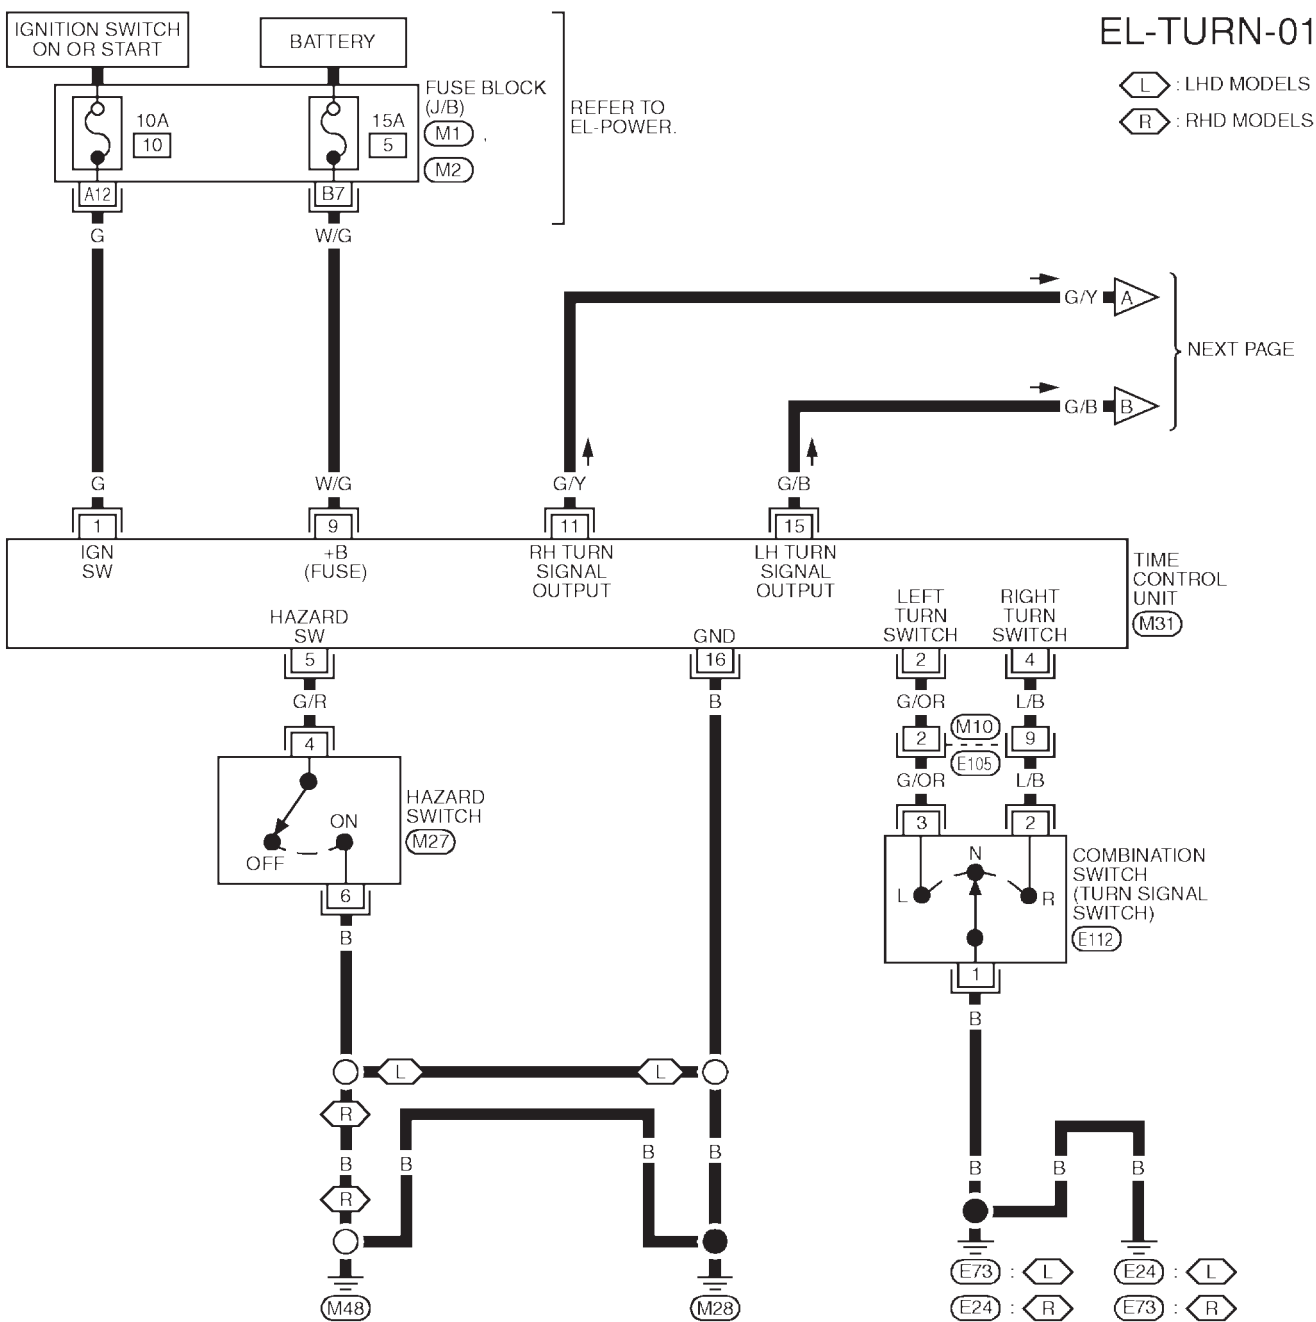 EL-TURN-01
L : LHD MODELS
R : RHD MODELS
IGNITION SWITCH
ON OR START
BATTERY
FUSE BLOCK
(J/B)
M1 ,
M2
REFER TO
EL-POWER.
10A
10
15A
5
A12
B7
G
W/G
G/Y
A
NEXT PAGE
G/B
B
G
W/G
G/Y
G/B
1
9
11
15
IGN
SW
+B
(FUSE)
RH TURN
SIGNAL
OUTPUT
LH TURN
SIGNAL
OUTPUT
TIME
CONTROL
UNIT
M31
HAZARD
SW
GND
LEFT
TURN
SWITCH
RIGHT
TURN
SWITCH
5
16
2
4
G/R
B
G/OR
L/B
4
2
M10
E105
9
G/OR
L/B
3
2
HAZARD
SWITCH
M27
ON
OFF
6
B
N
L
R
COMBINATION
SWITCH
(TURN SIGNAL
SWITCH)
E112
1
B
L
L
R
B
B
B
B
B
B
B
R
M48
M28
E73 : L
E24 : L
E24 : R
E73 : R